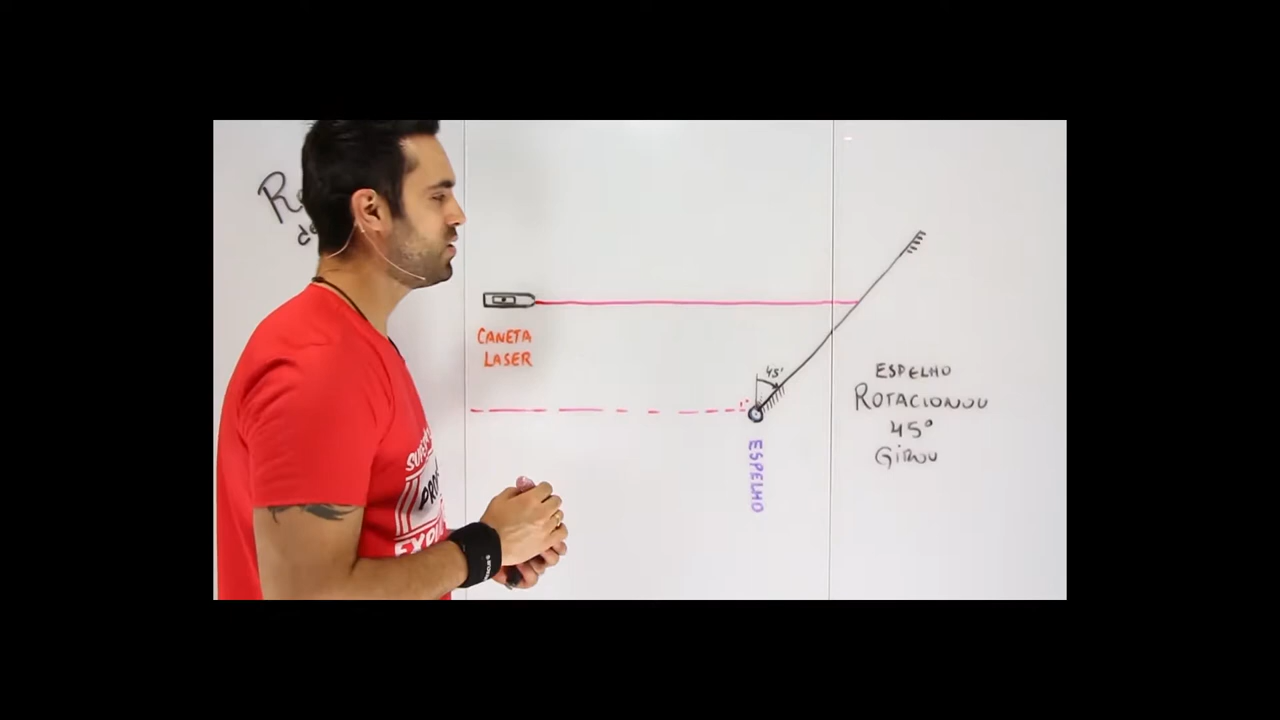 CANETA
LASER
45°
ESPELHO
ESPELHO
ROTACIONOU
45°
GIROU